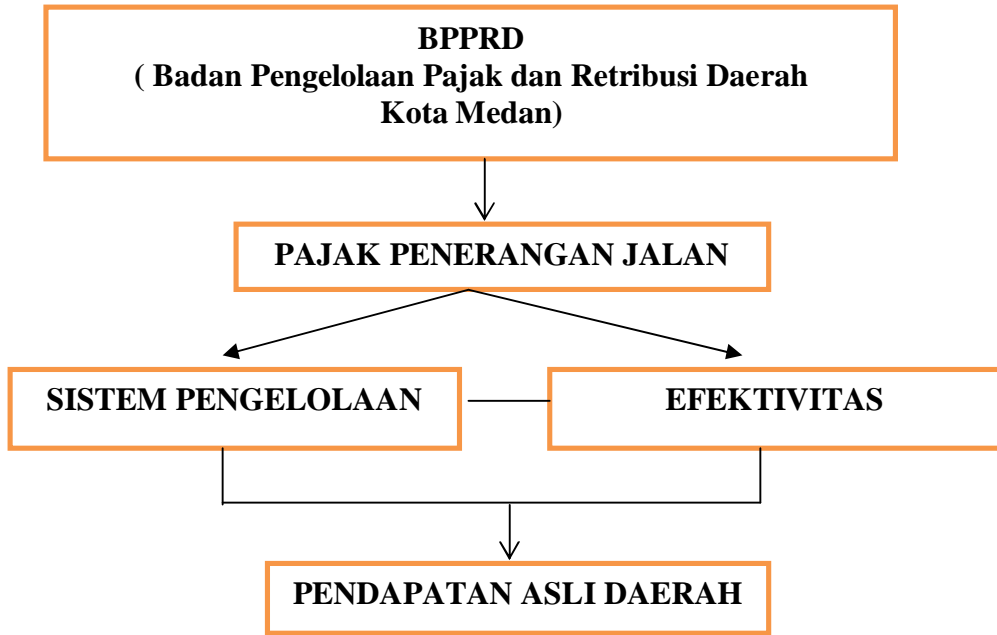 BPPRD
( Badan Pengelolaan Pajak dan Retribusi Daerah
Kota Medan)
PAJAK PENERANGAN JALAN
SISTEM PENGELOLAAN
EFEKTIVITAS
PENDAPATAN ASLI DAERAH